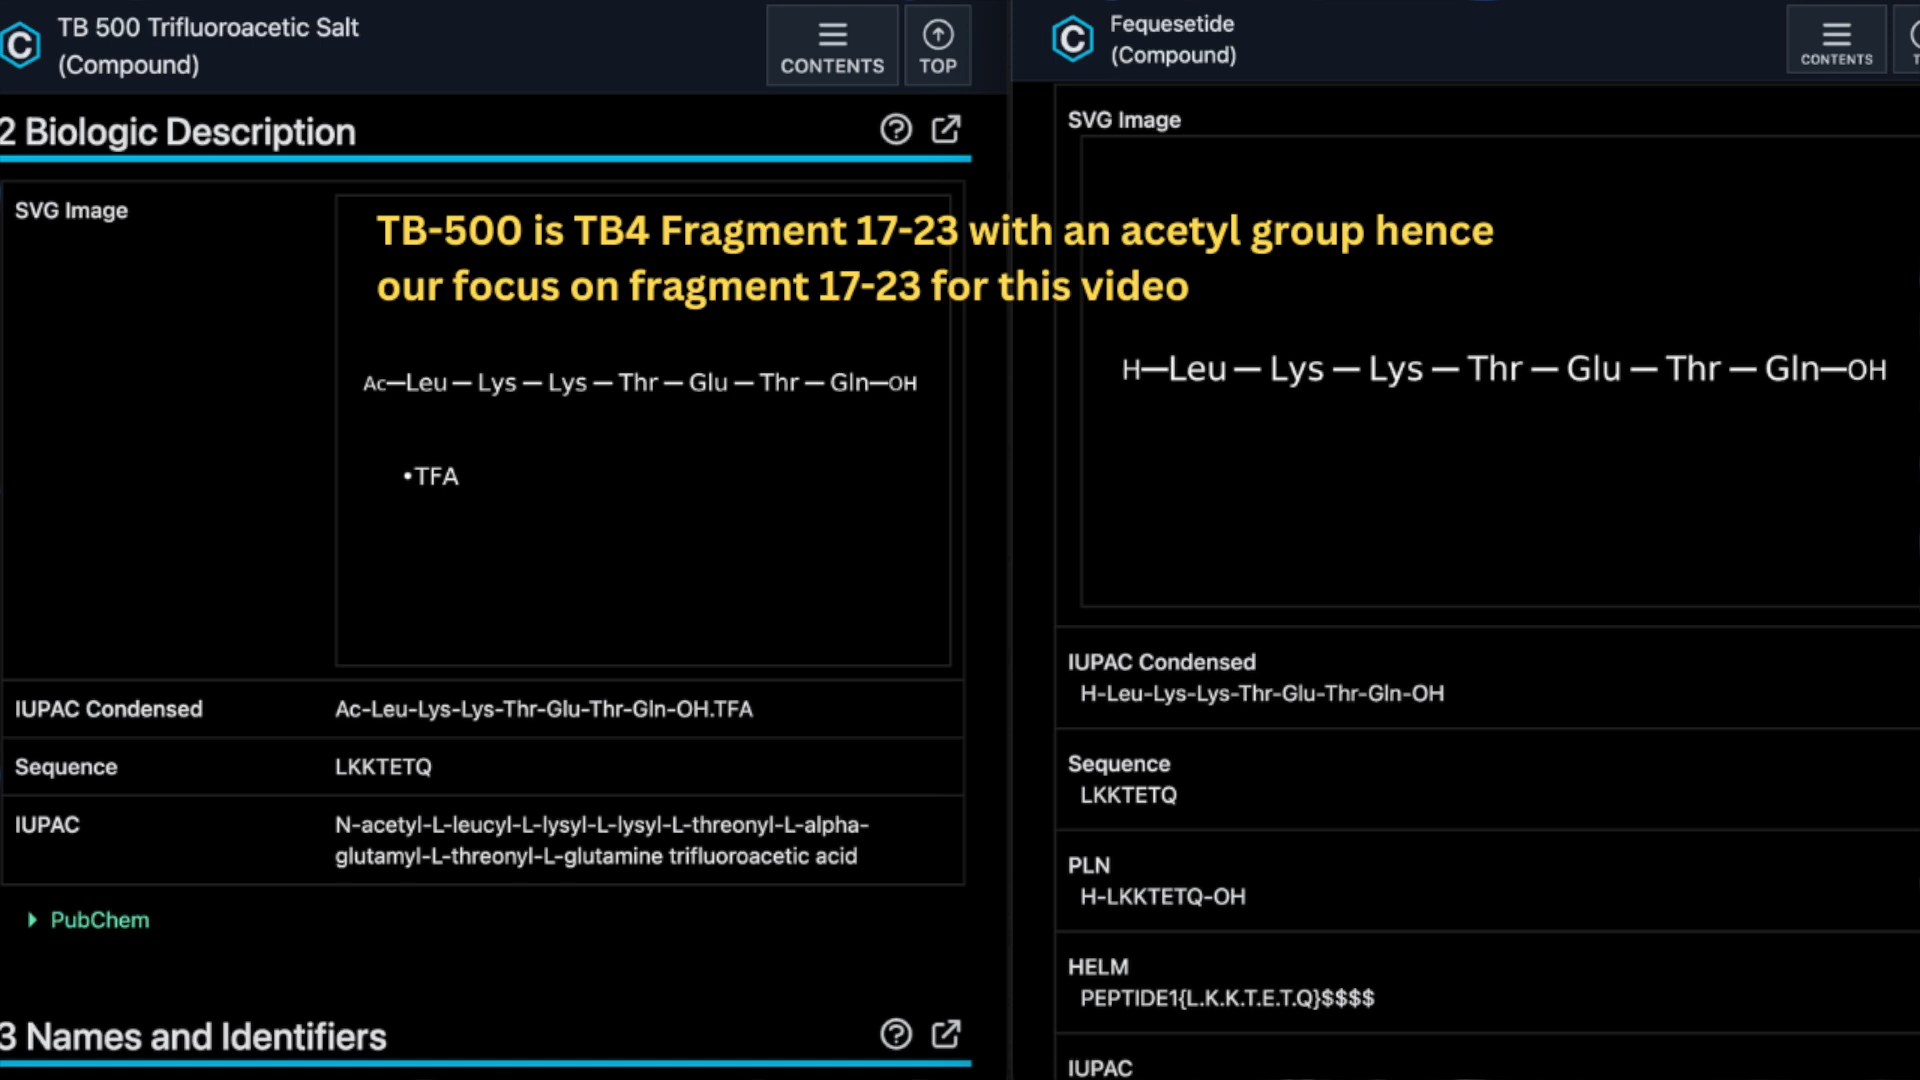 TB 500 Trifluoroacetic Salt
(Compound)
CONTENTS
TOP
2 Biologic Description
SVG Image
TB-500 is TB4 Fragment 17-23 with an acetyl group hence
our focus on fragment 17-23 for this video
Ac—Leu — Lys — Lys — Thr — Glu — Thr — Gln—OH
•TFA
IUPAC Condensed
Ac-Leu-Lys-Lys-Thr-Glu-Thr-Gln-OH.TFA
Sequence
LKKTETQ
IUPAC
N-acetyl-L-leucyl-L-lysyl-L-lysyl-L-threonyl-L-alpha-
glutamyl-L-threonyl-L-glutamine trifluoroacetic acid
PubChem
3 Names and Identifiers
Fequesetide
(Compound)
CONTENTS
SVG Image
H—Leu — Lys — Lys — Thr — Glu — Thr — Gln—OH
IUPAC Condensed
H-Leu-Lys-Lys-Thr-Glu-Thr-Gln-OH
Sequence
LKKTETQ
PLN
H-LKKTETQ-OH
HELM
PEPTIDE1{L.K.K.T.E.T.Q}$$$$
IUPAC